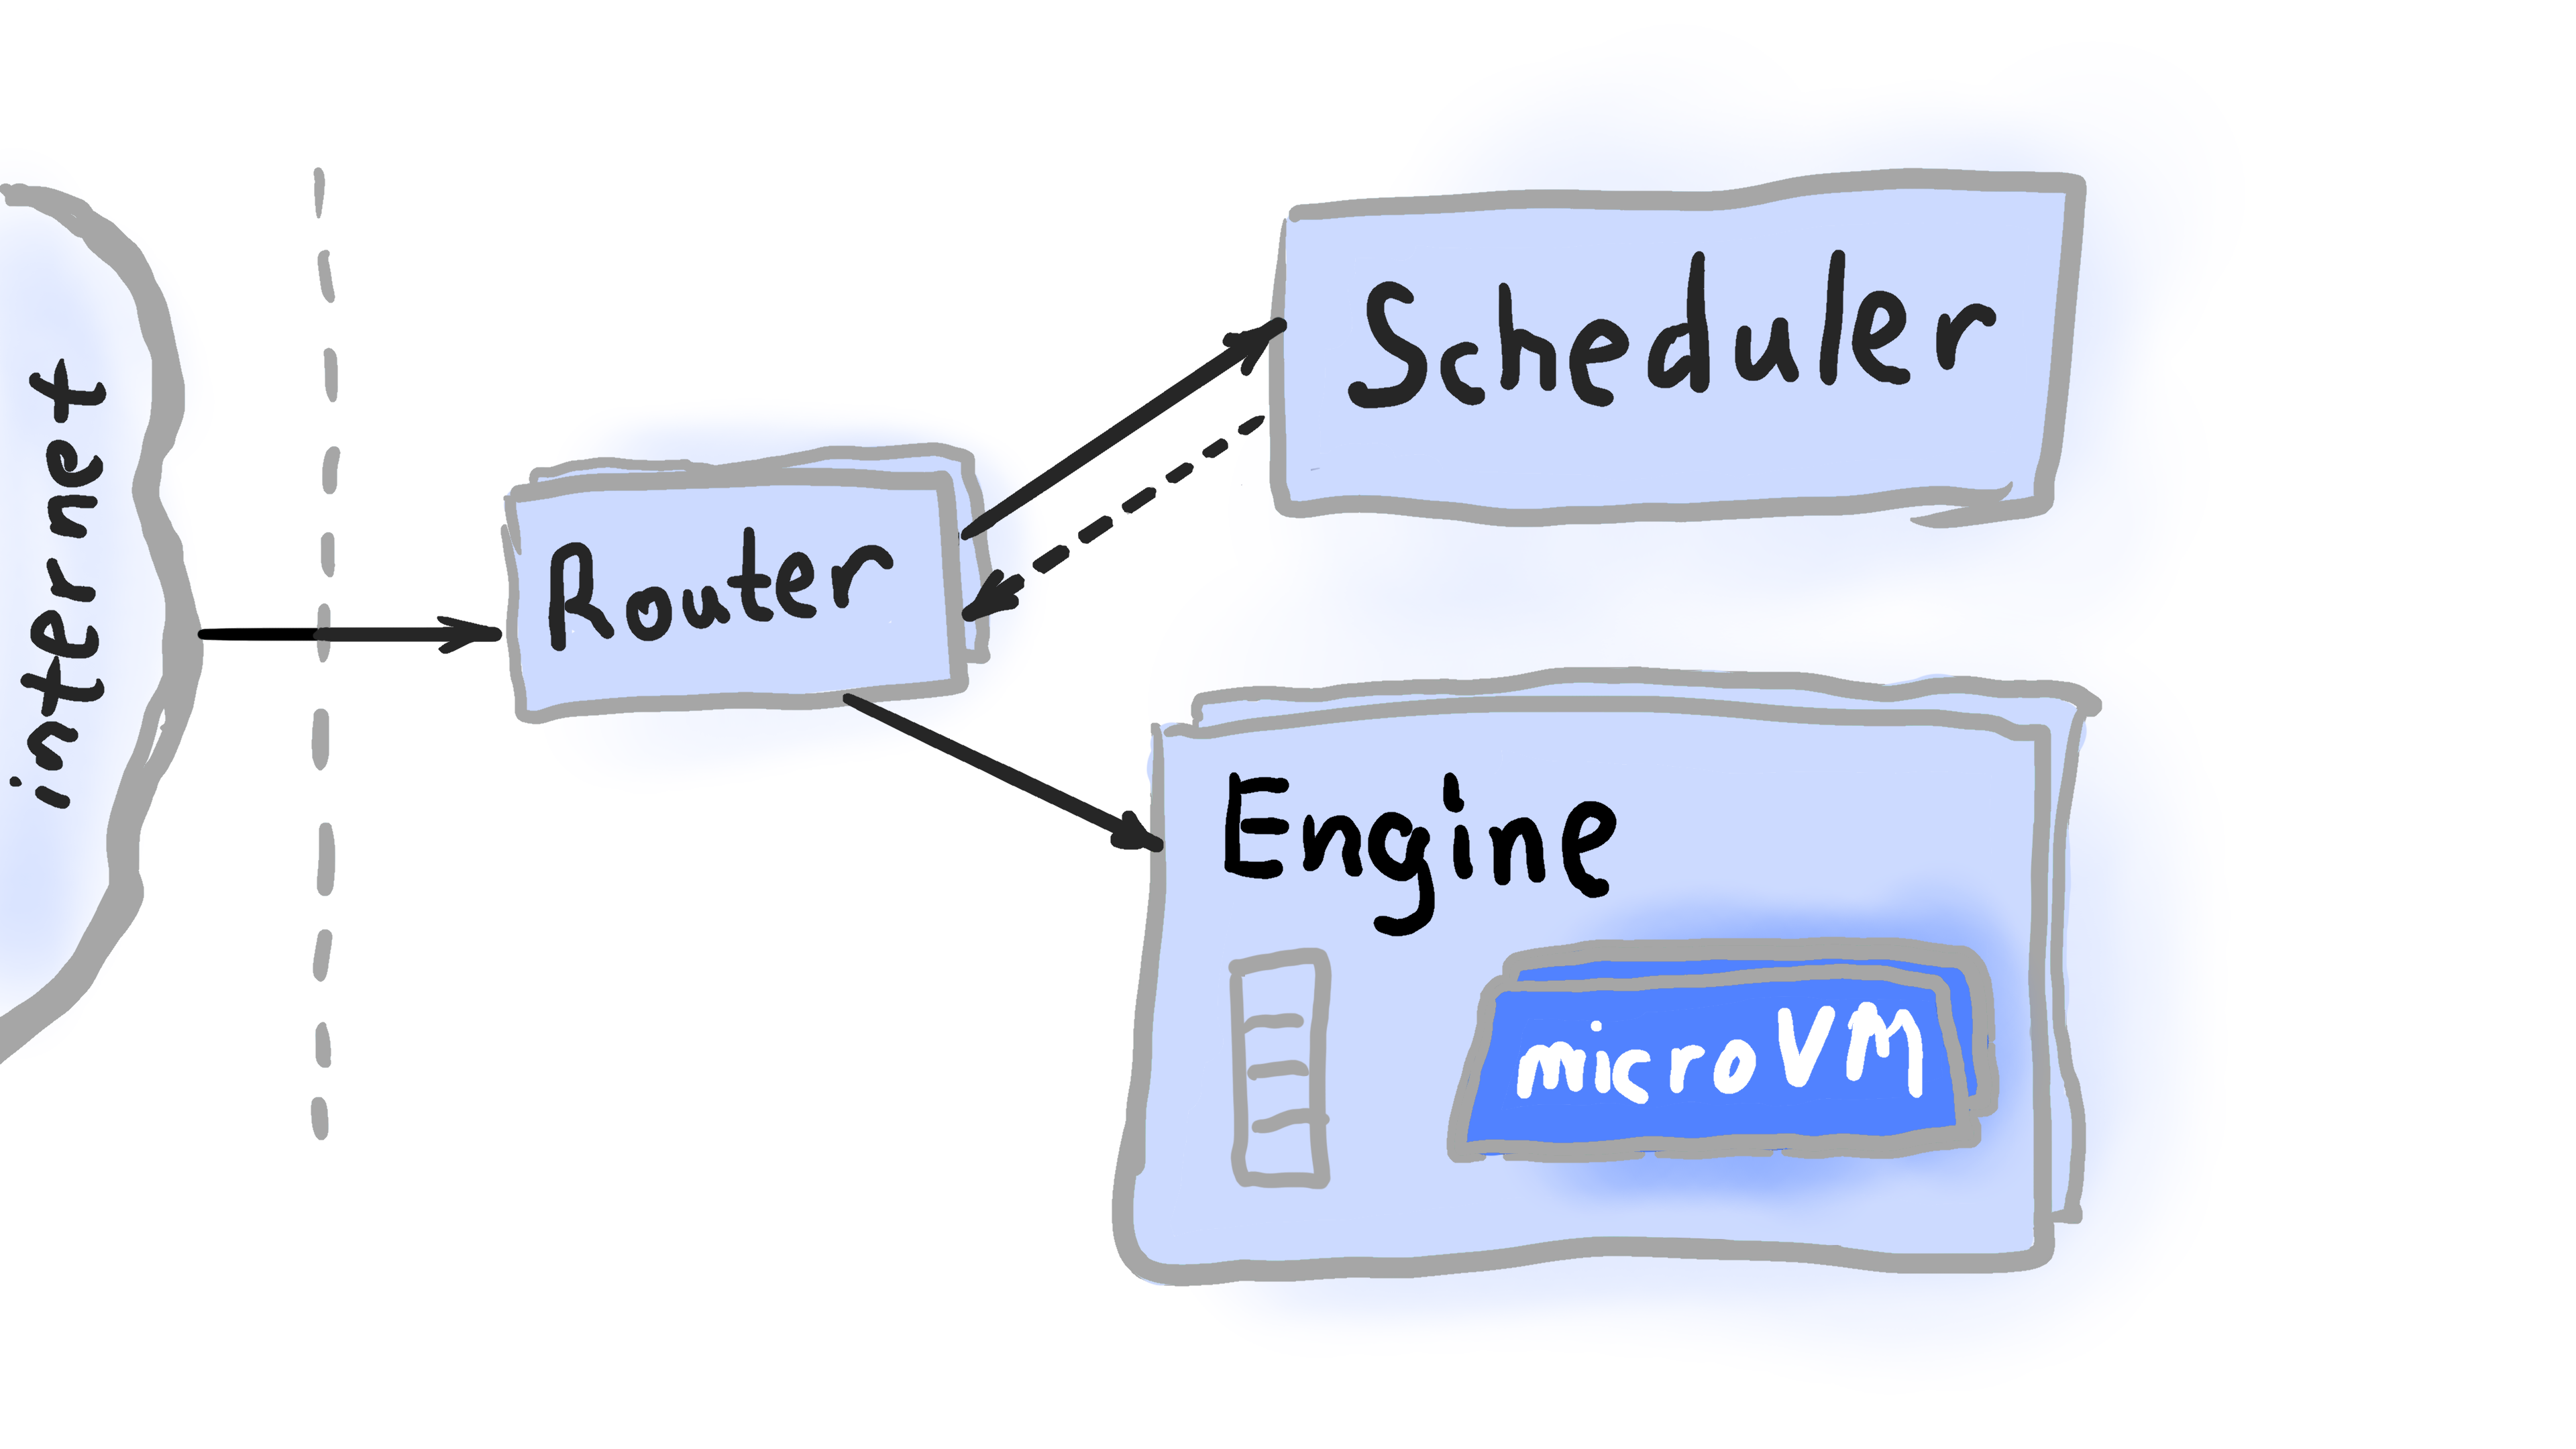 internet
Router
Scheduler
Engine
microVM